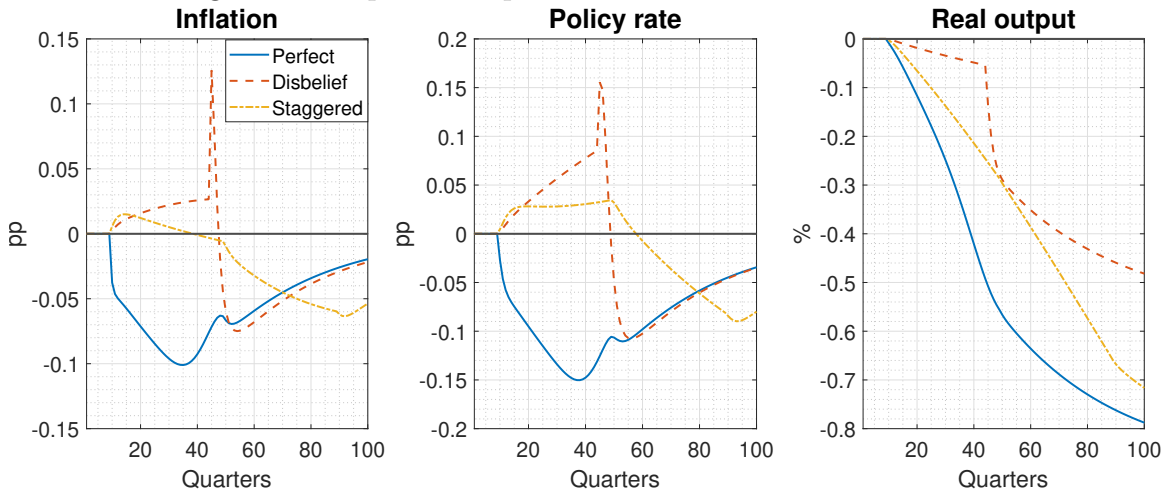 Inflation
0.15
0.1
0.05
0
-0.05
-0.1
-0.15
pp
20 40 60 80 100
Quarters
Perfect
Disbelief
Staggered
Policy rate
0.2
0.15
0.1
0.05
0
-0.05
-0.1
-0.15
-0.2
pp
20 40 60 80 100
Quarters
Real output
0
-0.1
-0.2
-0.3
-0.4
-0.5
-0.6
-0.7
-0.8
%
20 40 60 80 100
Quarters